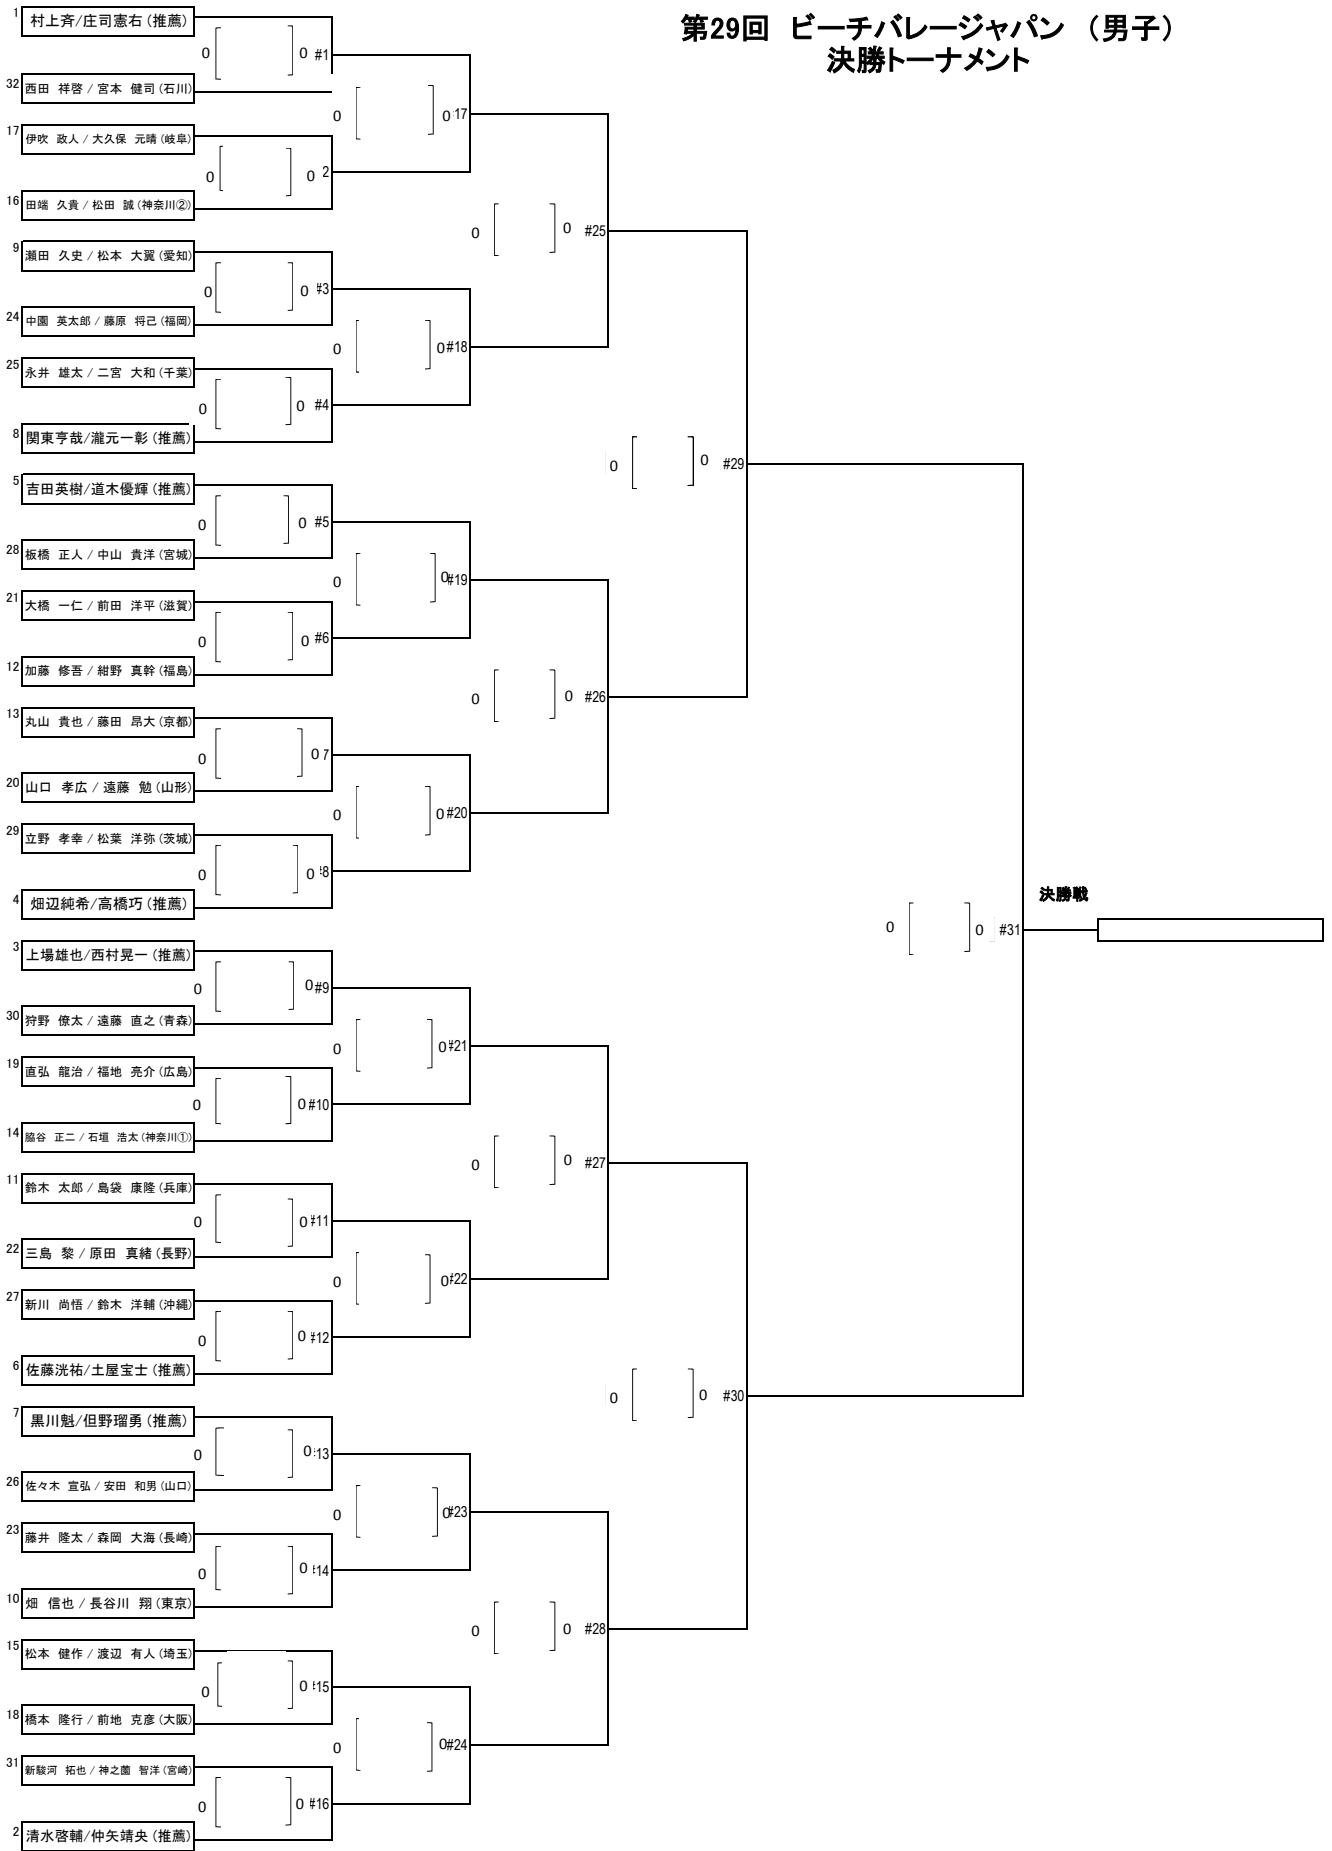 第29回 ビーチバレージャパン （男子）
決勝トーナメント
1 村上斉/庄司憲右(推薦)
0 0 #1
32 西田 祥啓 / 宮本 健司(石川)
0 0 17
17 伊吹 政人 / 大久保 元晴(岐阜)
0 0 2
16 田端 久貴 / 松田 誠(神奈川②)
0 0 #25
9 瀬田 久史 / 松本 大翼(愛知)
0 0 #3
24 中園 英太郎 / 藤原 将己(福岡)
0 0 #18
25 永井 雄太 / 二宮 大和(千葉)
0 0 #4
8 関東亨哉/瀧元一彰(推薦)
0 0 #29
5 吉田英樹/道木優輝(推薦)
0 0 #5
28 板橋 正人 / 中山 貴洋(宮城)
0 0 #19
21 大橋 一仁 / 前田 洋平(滋賀)
0 0 #6
12 加藤 修吾 / 紺野 真幹(福島)
0 0 #26
13 丸山 貴也 / 藤田 昂大(京都)
0 0 7
20 山口 孝広 / 遠藤 勉(山形)
0 0 #20
29 立野 孝幸 / 松葉 洋弥(茨城)
0 0 #8
4 畑辺純希/高橋巧(推薦)
決勝戦
0 0 #31
3 上場雄也/西村晃一(推薦)
0 0 #9
30 狩野 僚太 / 遠藤 直之(青森)
0 0 #21
19 直弘 龍治 / 福地 亮介(広島)
0 0 #10
14 脇谷 正二 / 石垣 浩太(神奈川①)
0 0 #27
11 鈴木 太郎 / 島袋 康隆(兵庫)
0 0 #11
22 三島 黎 / 原田 真緒(長野)
0 0 #22
27 新川 尚悟 / 鈴木 洋輔(沖縄)
0 0 #12
6 佐藤洸祐/土屋宝士(推薦)
0 0 #30
7 黒川魁/但野瑠勇(推薦)
0 0 #13
26 佐々木 宣弘 / 安田 和男(山口)
0 0 #23
23 藤井 隆太 / 森岡 大海(長崎)
0 0 #14
10 畑 信也 / 長谷川 翔(東京)
0 0 #28
15 松本 健作 / 渡辺 有人(埼玉)
0 0 #15
18 橋本 隆行 / 前地 克彦(大阪)
0 0 #24
31 新駿河 拓也 / 神之薗 智洋(宮崎)
0 0 #16
2 清水啓輔/仲矢靖央(推薦)